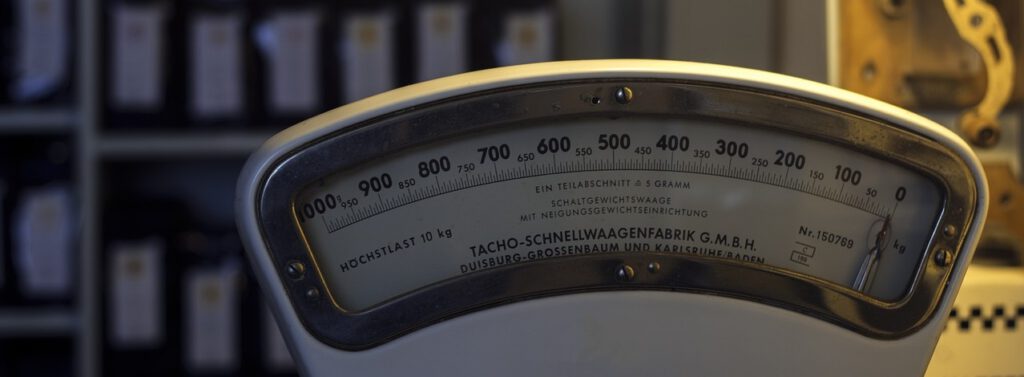 1000 g 950 900 850 800 750 700 650 600 550 500 450 400 350 300 250 200 150 100 50 0
EIN TEILABSCHNITT ≙ 5 GRAMM
SCHALTGEWICHTSWAAGE
MIT NEIGUNGSGEWICHTSEINRICHTUNG
HÖCHSTLAST 10 kg
TACHO-SCHNELLWAAGENFABRIK G.M.B.H.
DUISBURG-GROSSENBAUM UND KARLSRUHE/BADEN
Nr. 150769
kg